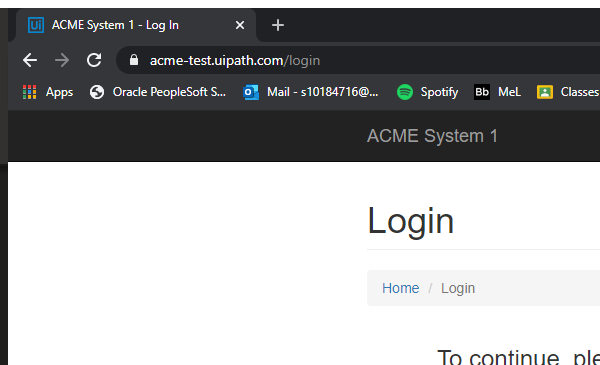 Ui ACME System 1 - Log In
acme-test.uipath.com/login
Apps Oracle PeopleSoft S... Mail - s10184716@... Spotify Bb MeL Classes
ACME System 1
Login
Home / Login
To continue, ple